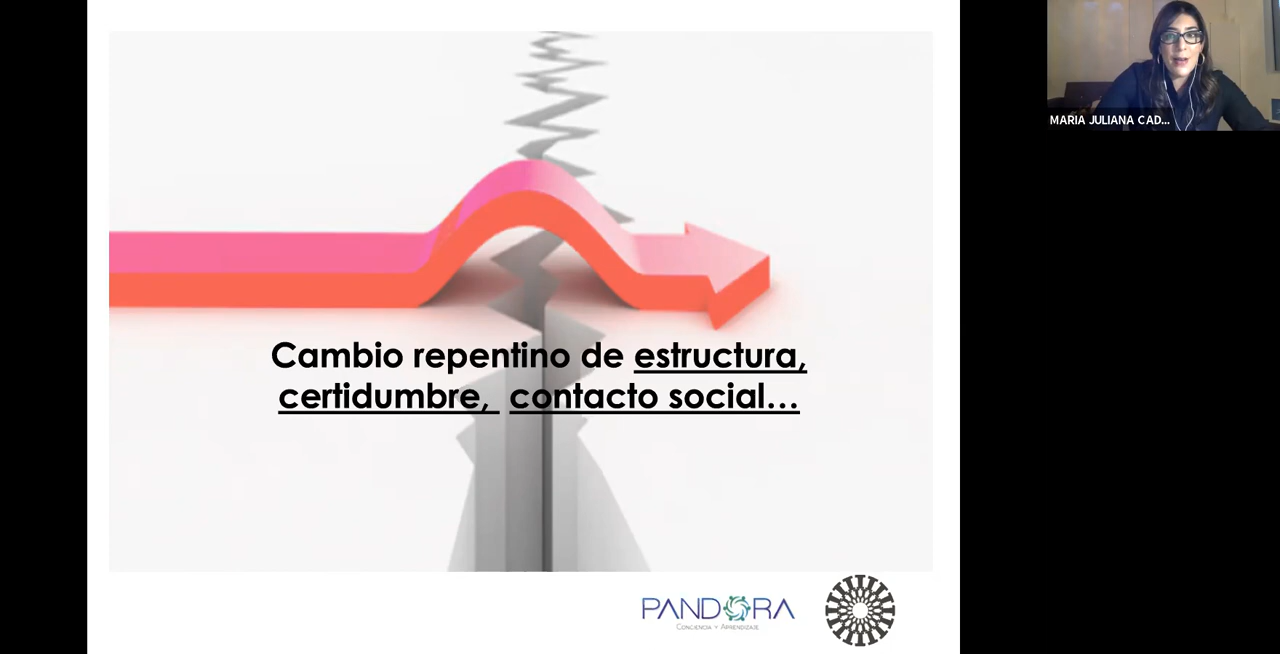 MARIA JULIANA CAD...
Cambio repentino de estructura,
certidumbre, contacto social...
PANDORA
CONCIENCIA Y APRENDIZAJE